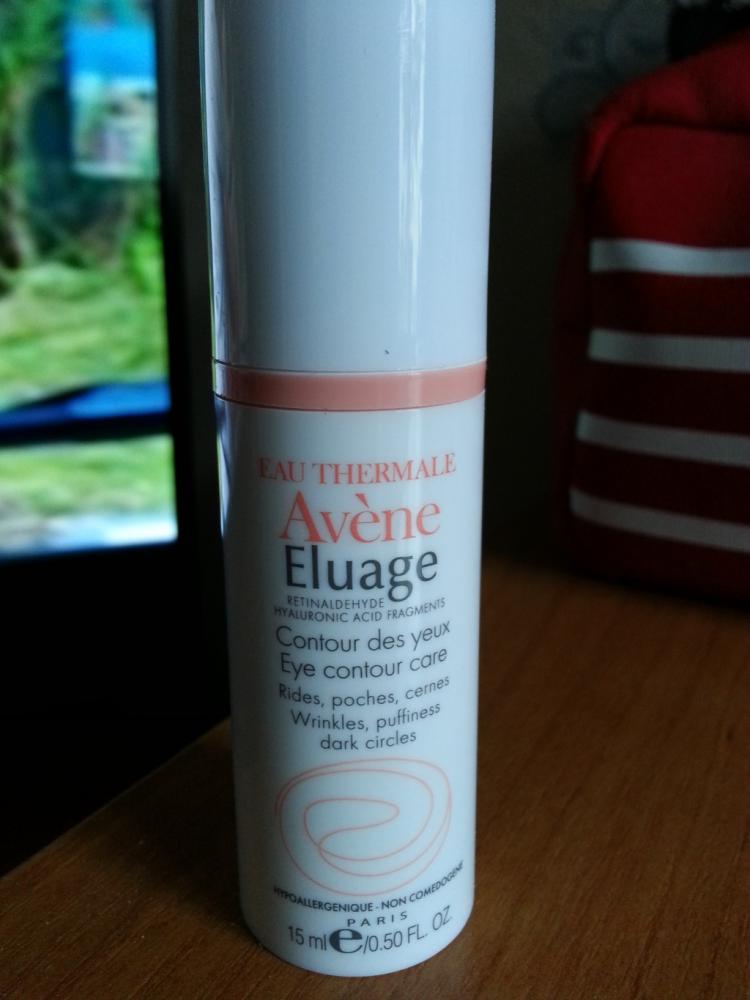 EAU THERMALE
Avène
Eluage
RETINALDEHYDE
HYALURONIC ACID FRAGMENTS
Contour des yeux
Eye contour care
Rides, poches, cernes
Wrinkles, puffiness
dark circles
HYPOALLERGENIQUE - NON COMEDOGENE
PARIS
15 ml e/0.50 FL. OZ.